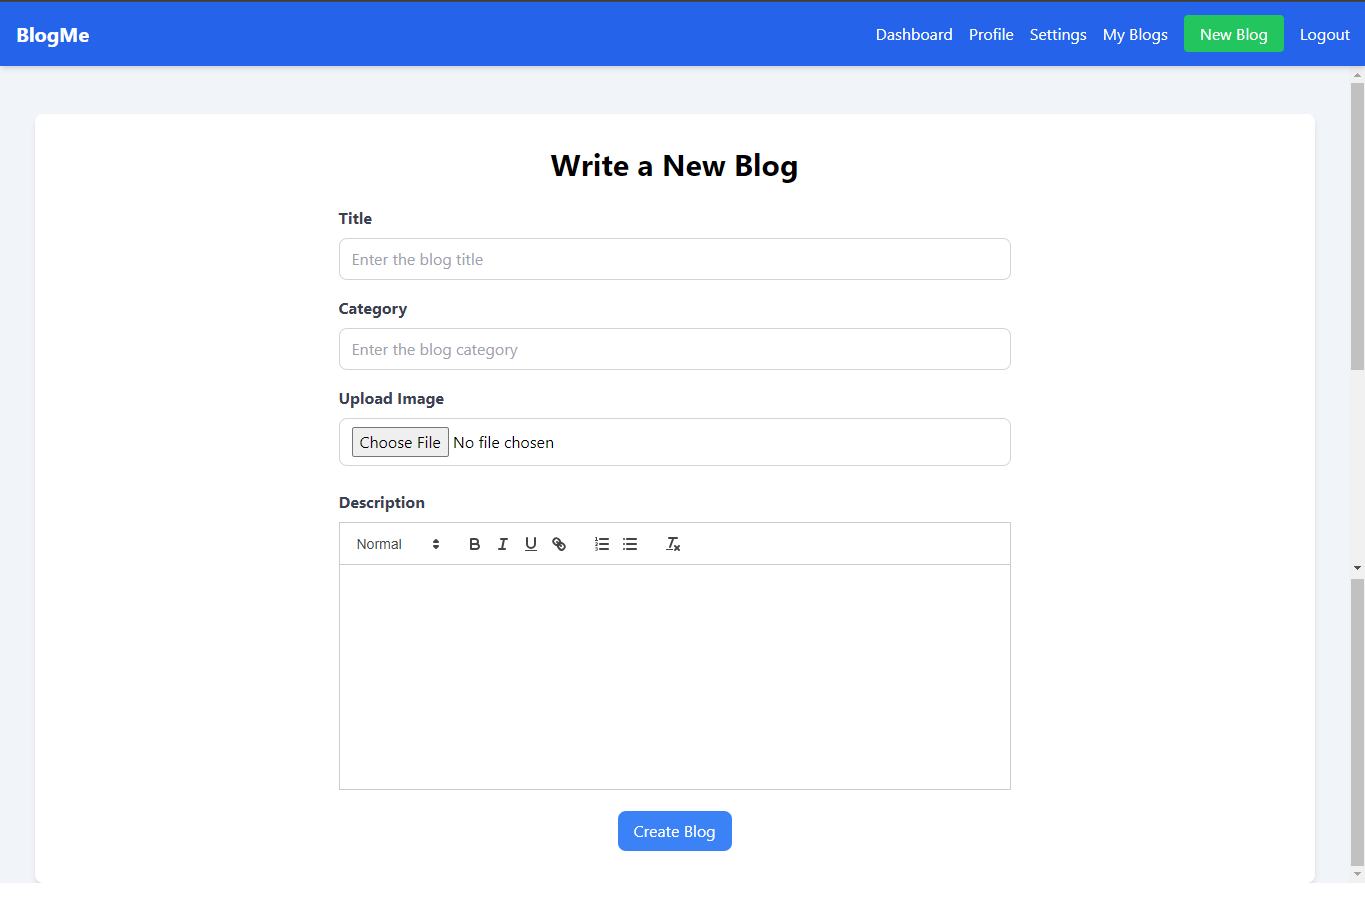 BlogMe
Dashboard Profile Settings My Blogs New Blog Logout
Write a New Blog
Title
Enter the blog title
Category
Enter the blog category
Upload Image
Choose File No file chosen
Description
Normal B I U
Create Blog